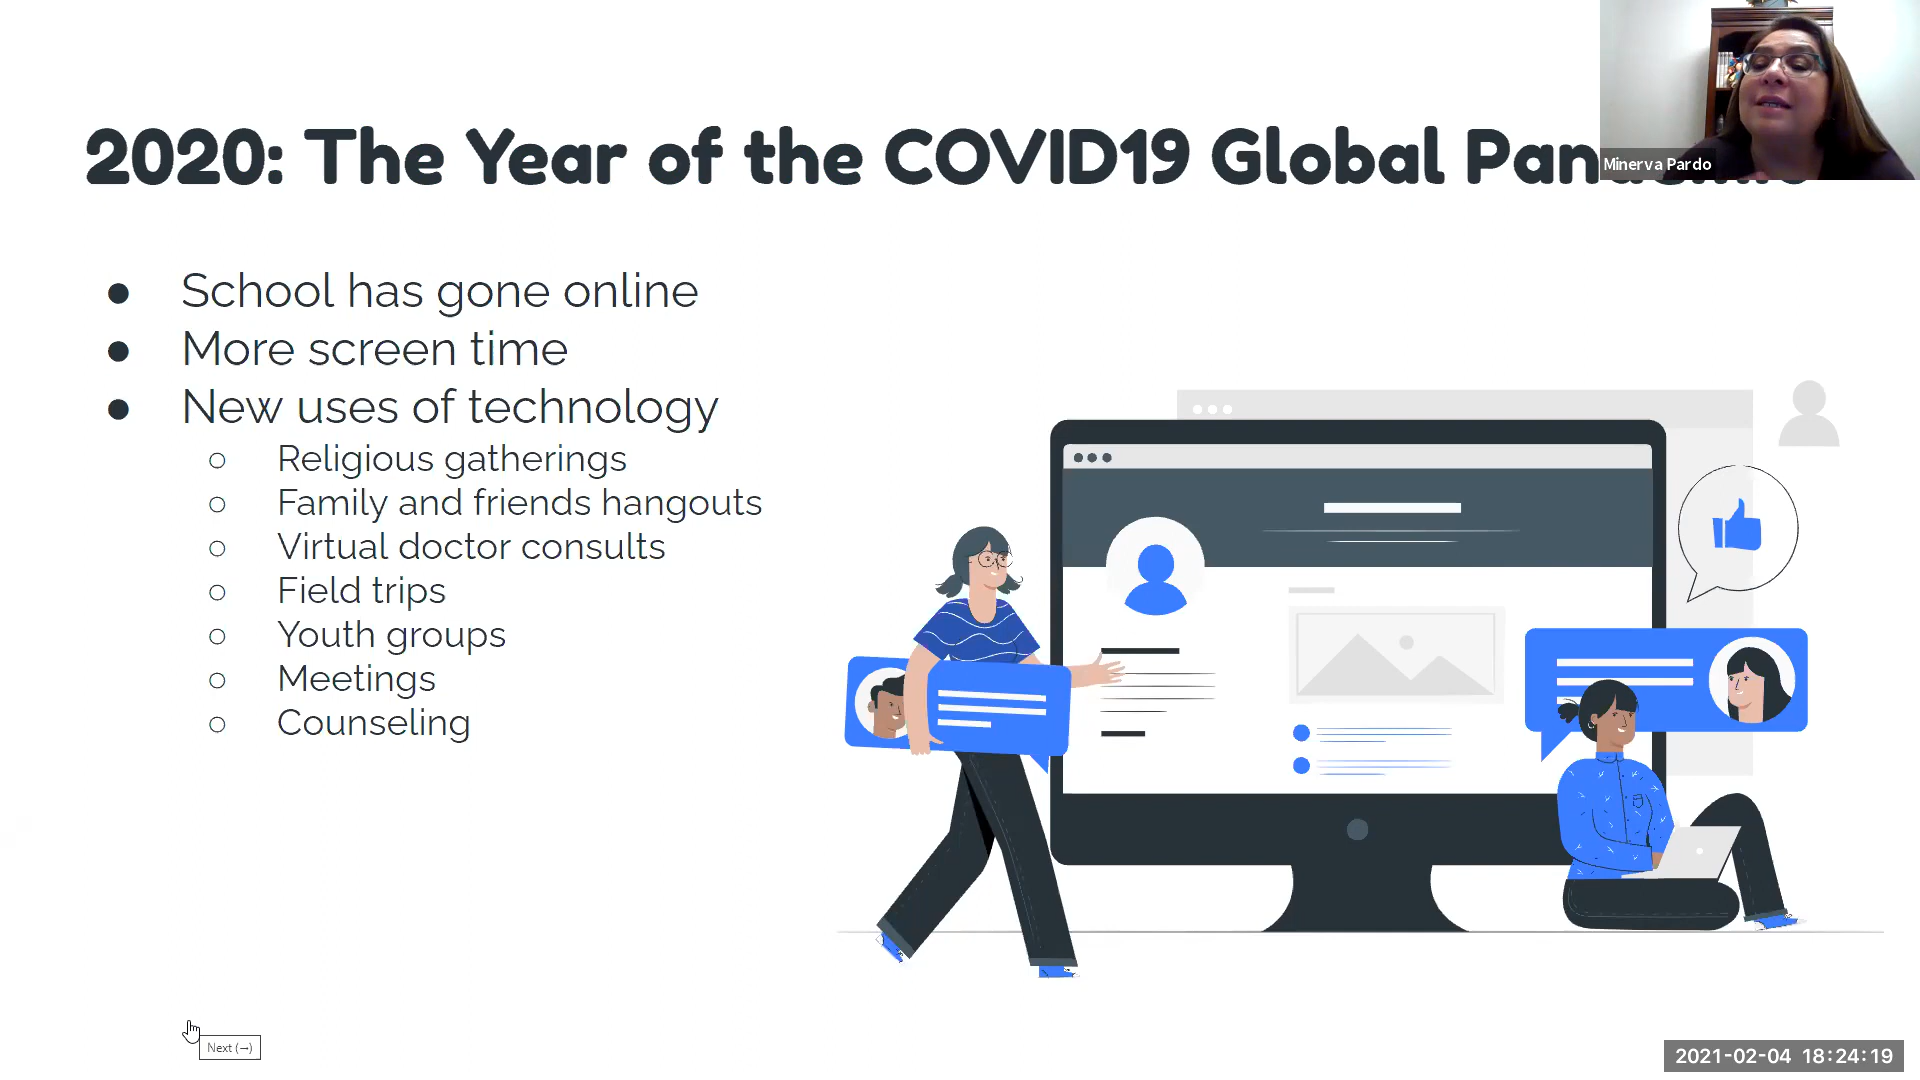 2020: The Year of the COVID19 Global Pandemic
Minerva Pardo
● School has gone online
● More screen time
● New uses of technology
○ Religious gatherings
○ Family and friends hangouts
○ Virtual doctor consults
○ Field trips
○ Youth groups
○ Meetings
○ Counseling
Next (→)
2021-02-04 18:24:19